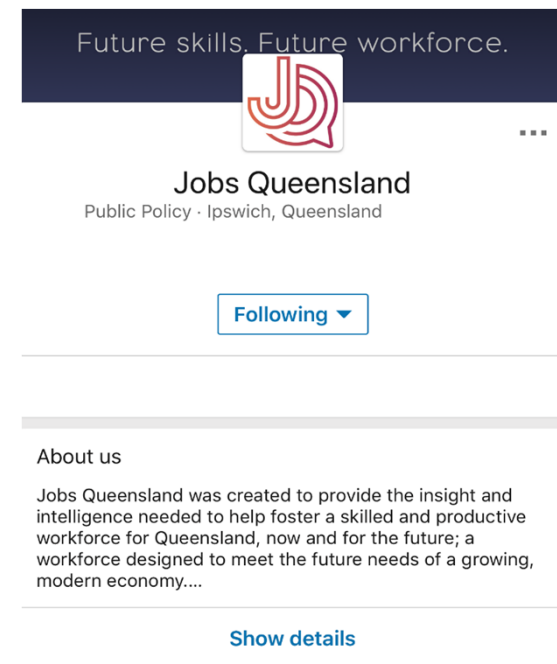 Future skills. Future workforce.
Jobs Queensland
Public Policy · Ipswich, Queensland
Following
About us
Jobs Queensland was created to provide the insight and
intelligence needed to help foster a skilled and productive
workforce for Queensland, now and for the future; a
workforce designed to meet the future needs of a growing,
modern economy....
Show details